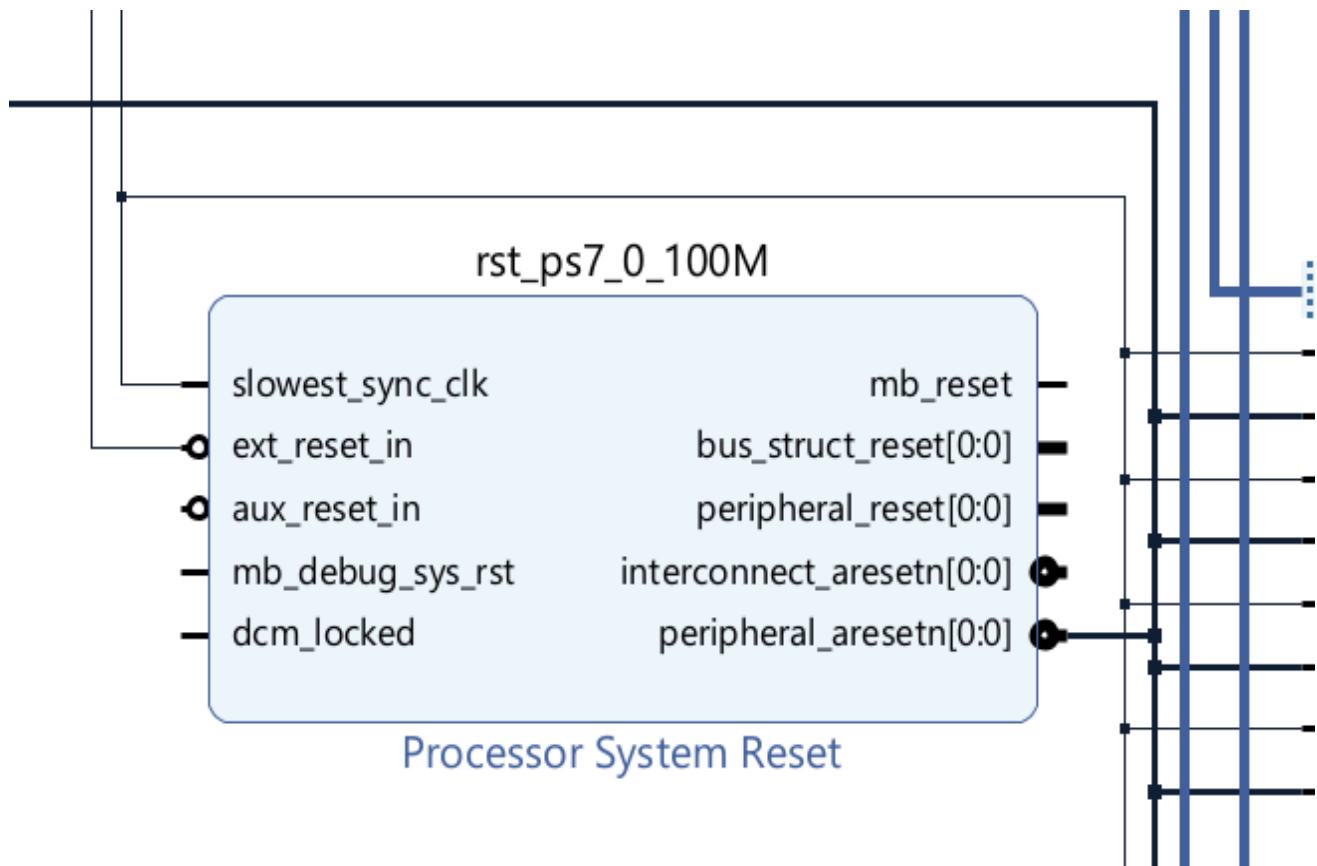 rst_ps7_0_100M
slowest_sync_clk
mb_reset
ext_reset_in
bus_struct_reset[0:0]
aux_reset_in
peripheral_reset[0:0]
mb_debug_sys_rst
interconnect_aresetn[0:0]
dcm_locked
peripheral_aresetn[0:0]
Processor System Reset